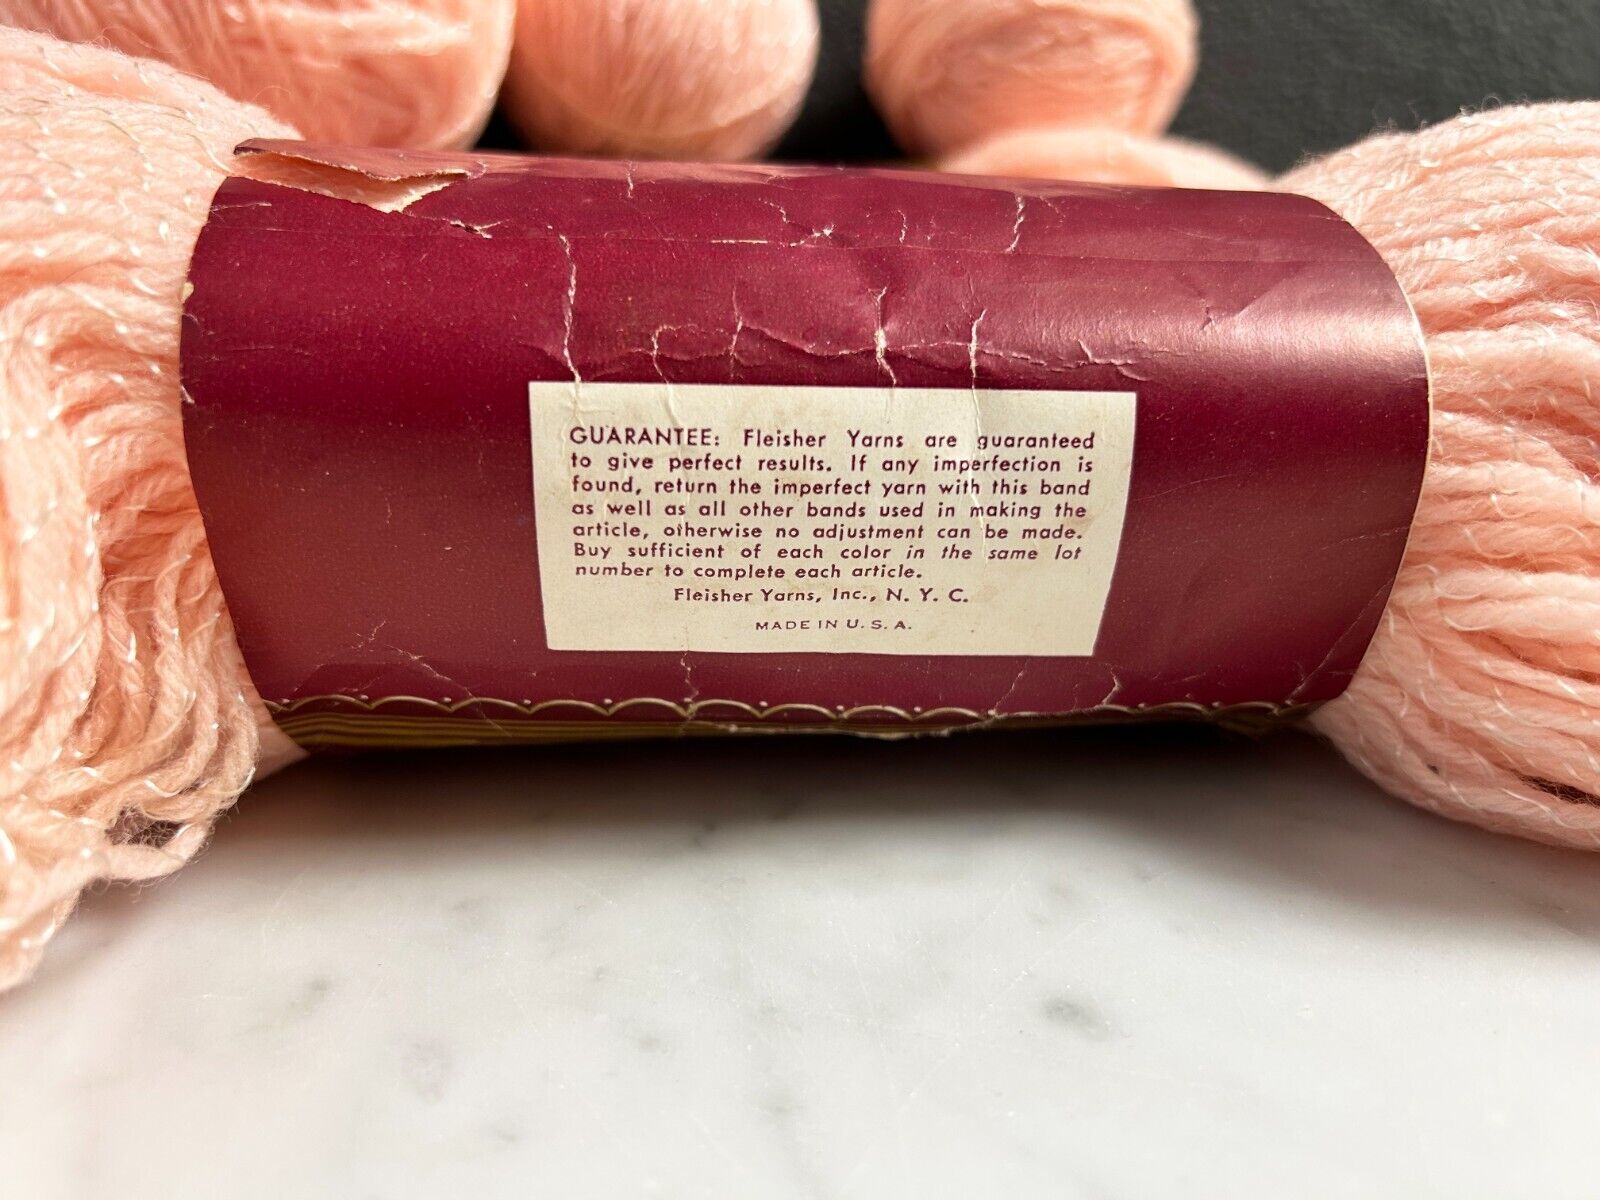 GUARANTEE: Fleisher Yarns are guaranteed
to give perfect results. If any imperfection is
found, return the imperfect yarn with this band
as well as all other bands used in making the
article, otherwise no adjustment can be made.
Buy sufficient of each color in the same lot
number to complete each article.
Fleisher Yarns, Inc., N. Y. C.
MADE IN U. S. A.